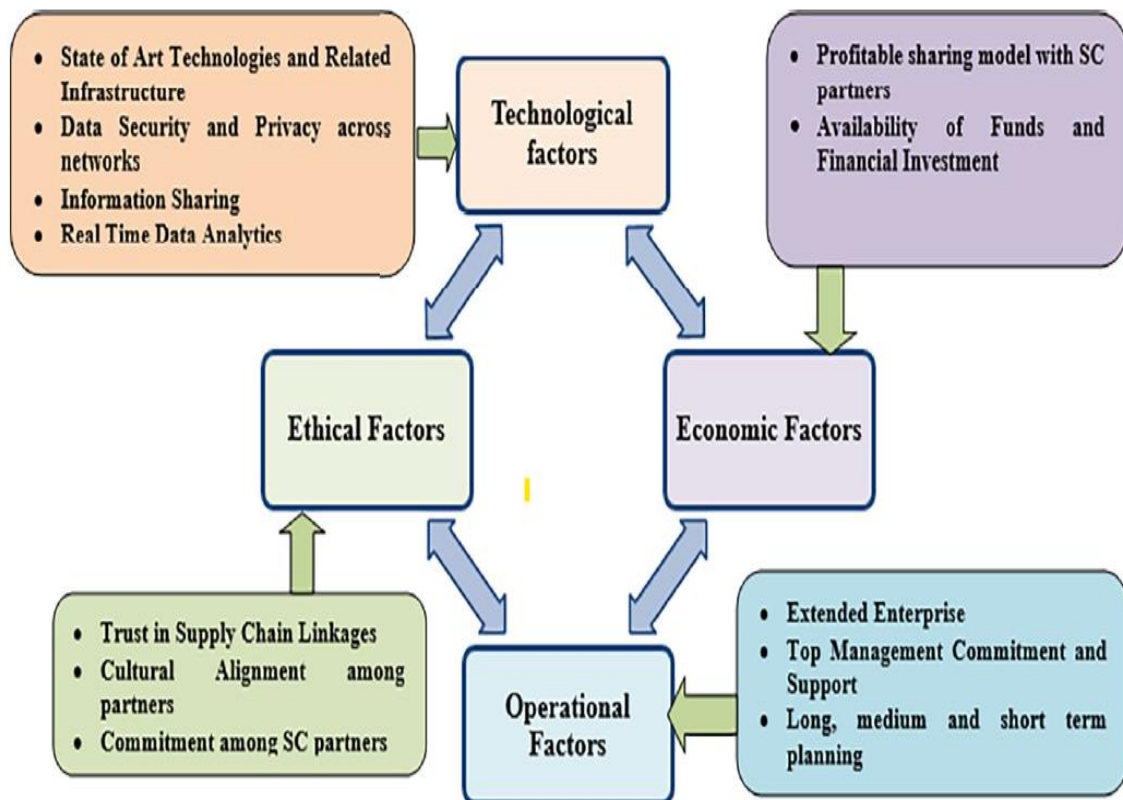 • State of Art Technologies and Related
Infrastructure
• Data Security and Privacy across
networks
• Information Sharing
• Real Time Data Analytics
Technological
factors
• Profitable sharing model with SC
partners
• Availability of Funds and
Financial Investment
Ethical Factors
Economic Factors
• Trust in Supply Chain Linkages
• Cultural Alignment among
partners
• Commitment among SC partners
Operational
Factors
• Extended Enterprise
• Top Management Commitment and
Support
• Long, medium and short term
planning